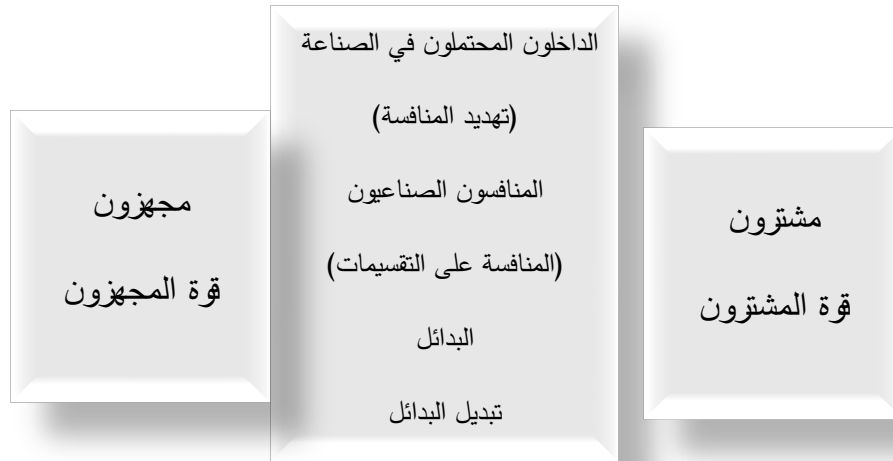 الداخلون المحتملون في الصناعة
(تهديد المنافسة)
المنافسون الصناعيون
(المنافسة على التقسيمات)
البدائل
تبديل البدائل
مشترون
قوة المشترون
مجهزون
قوة المجهزون